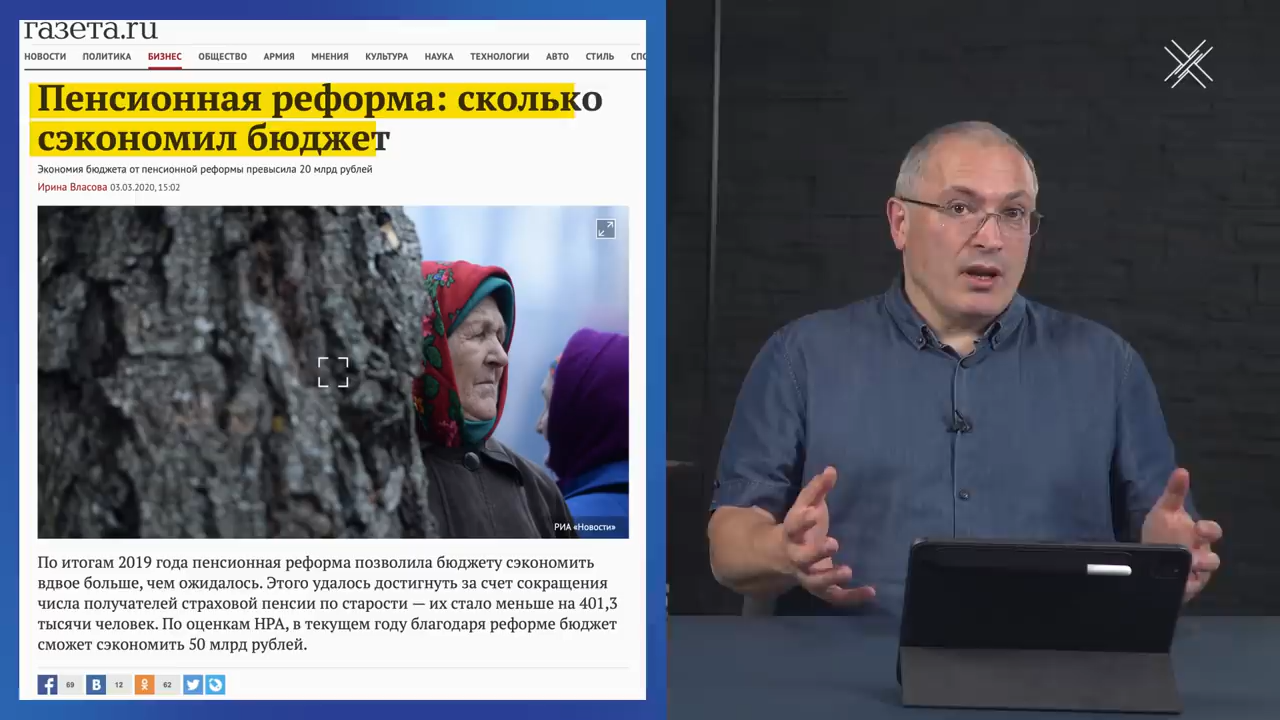 газета.ru
НОВОСТИ ПОЛИТИКА БИЗНЕС ОБЩЕСТВО АРМИЯ МНЕНИЯ КУЛЬТУРА НАУКА ТЕХНОЛОГИИ АВТО СТИЛЬ СПО
Пенсионная реформа: сколько
сэкономил бюджет
Экономия бюджета от пенсионной реформы превысила 20 млрд рублей
Ирина Власова 03.03.2020, 15:02
РИА «Новости»
По итогам 2019 года пенсионная реформа позволила бюджету сэкономить
вдвое больше, чем ожидалось. Этого удалось достигнуть за счет сокращения
числа получателей страховой пенсии по старости — их стало меньше на 401,3
тысячи человек. По оценкам НРА, в текущем году благодаря реформе бюджет
сможет сэкономить 50 млрд рублей.
69 12 62